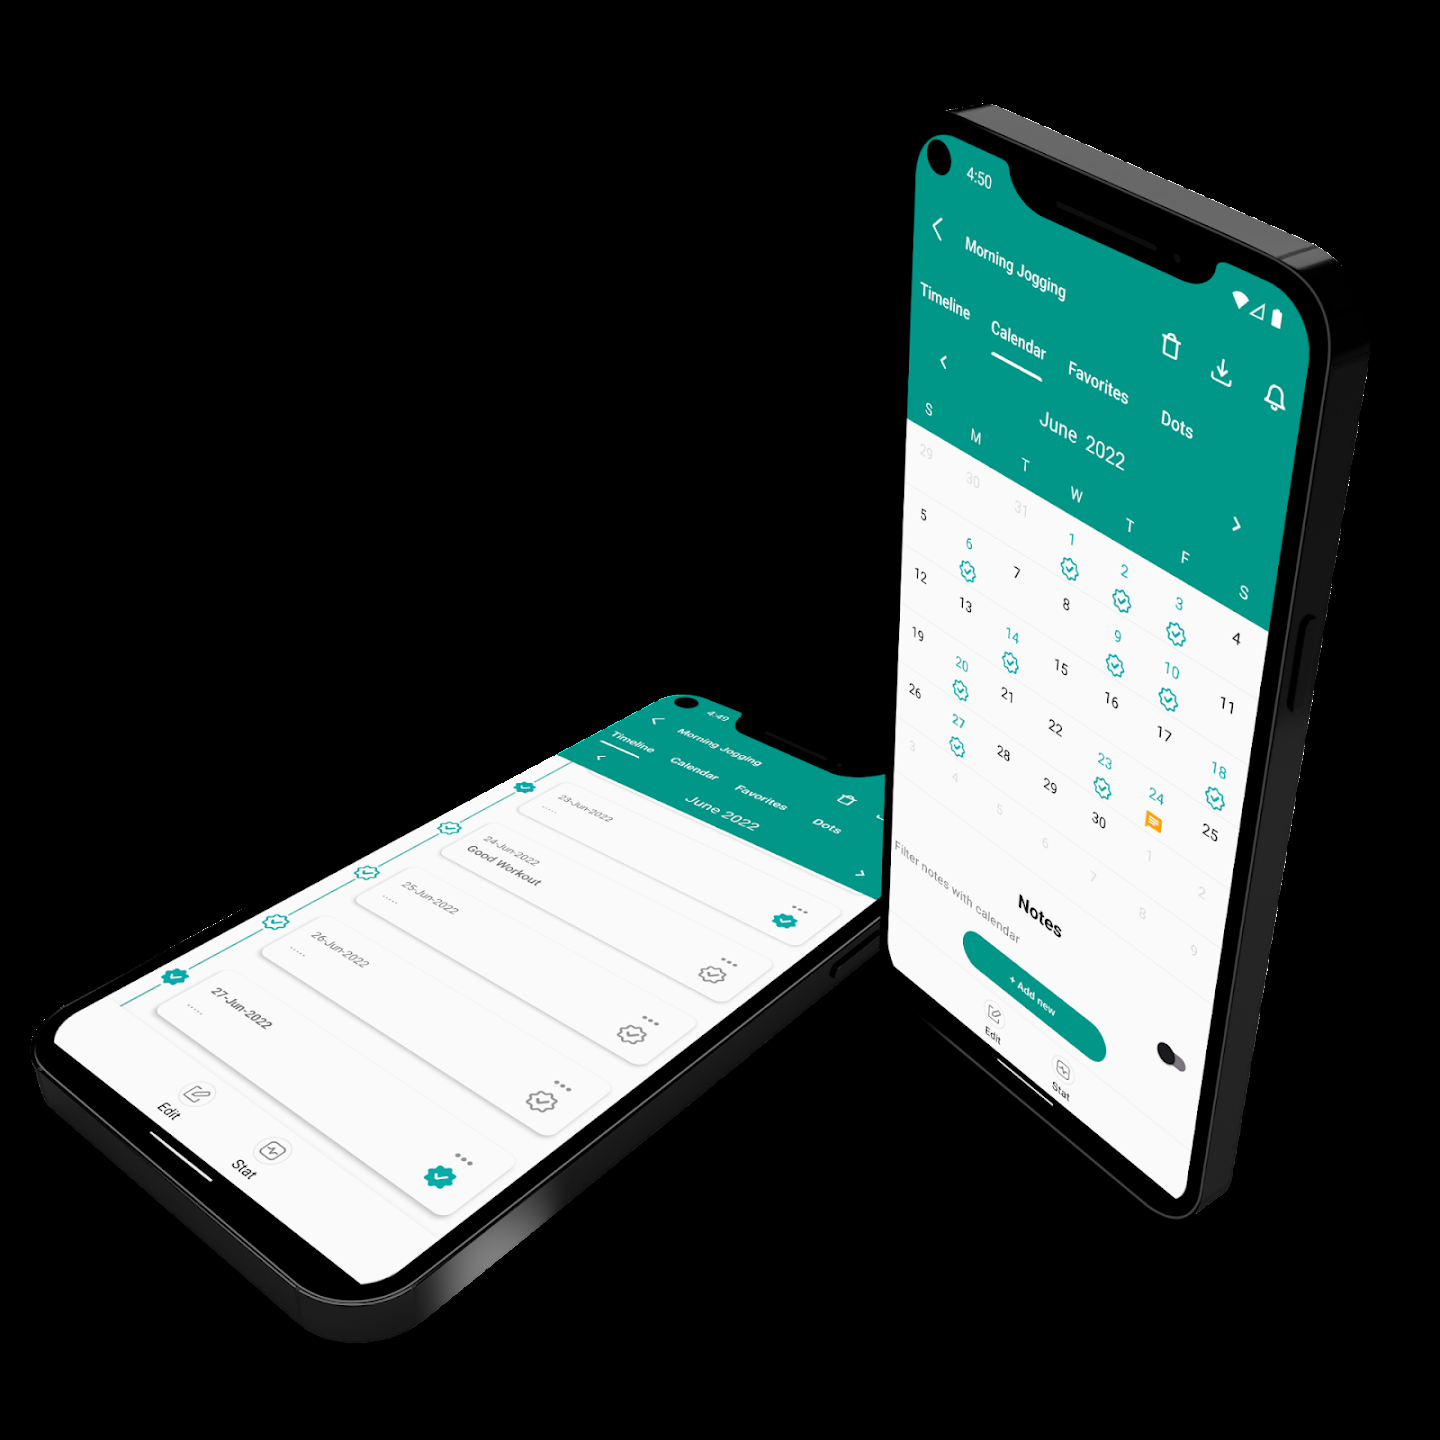 4:49
Morning Jogging
Timeline Calendar Favorites Dots
June 2022
23-Jun-2022
.....
24-Jun-2022
Good Workout
25-Jun-2022
.....
26-Jun-2022
.....
27-Jun-2022
.....
Edit Stat
4:50
Morning Jogging
Timeline Calendar Favorites Dots
June 2022
S M T W T F S
29 30 31 1 2 3 4
5 6 7 8 9 10 11
12 13 14 15 16 17 18
19 20 21 22 23 24 25
26 27 28 29 30 1 2
3 4 5 6 7 8 9
Notes
Filter notes with calendar
+ Add new
Edit Stat